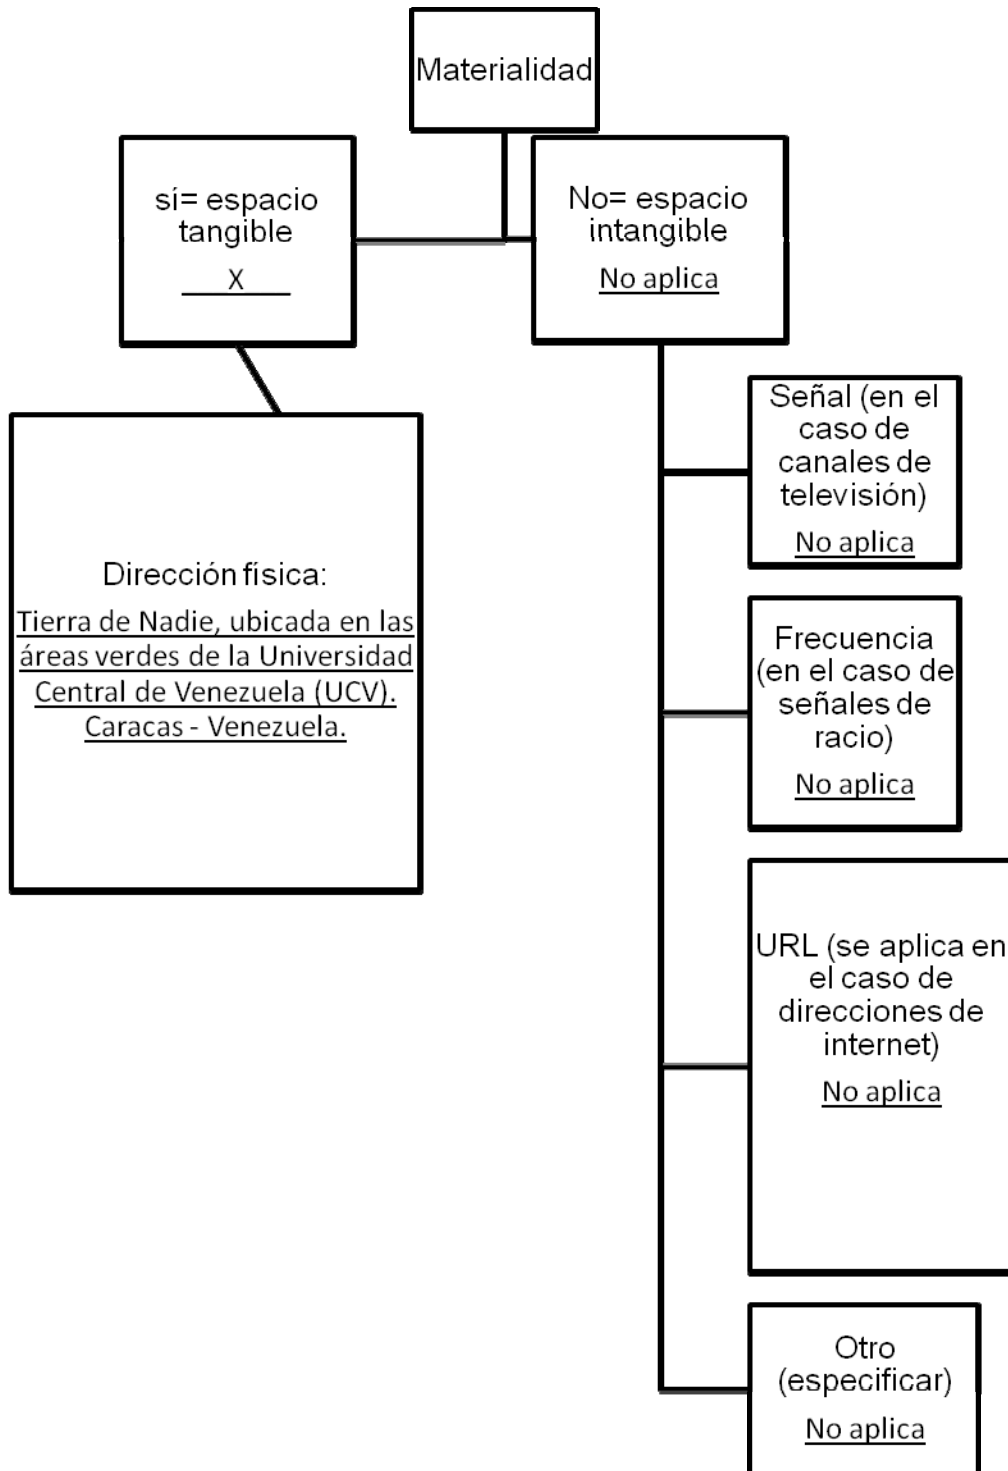 Materialidad
sí= espacio
tangible
X
No= espacio
intangible
No aplica
Dirección física:
Tierra de Nadie, ubicada en las
áreas verdes de la Universidad
Central de Venezuela (UCV).
Caracas - Venezuela.
Señal (en el
caso de
canales de
televisión)
No aplica
Frecuencia
(en el caso de
señales de
racio)
No aplica
URL (se aplica en
el caso de
direcciones de
internet)
No aplica
Otro
(especificar)
No aplica